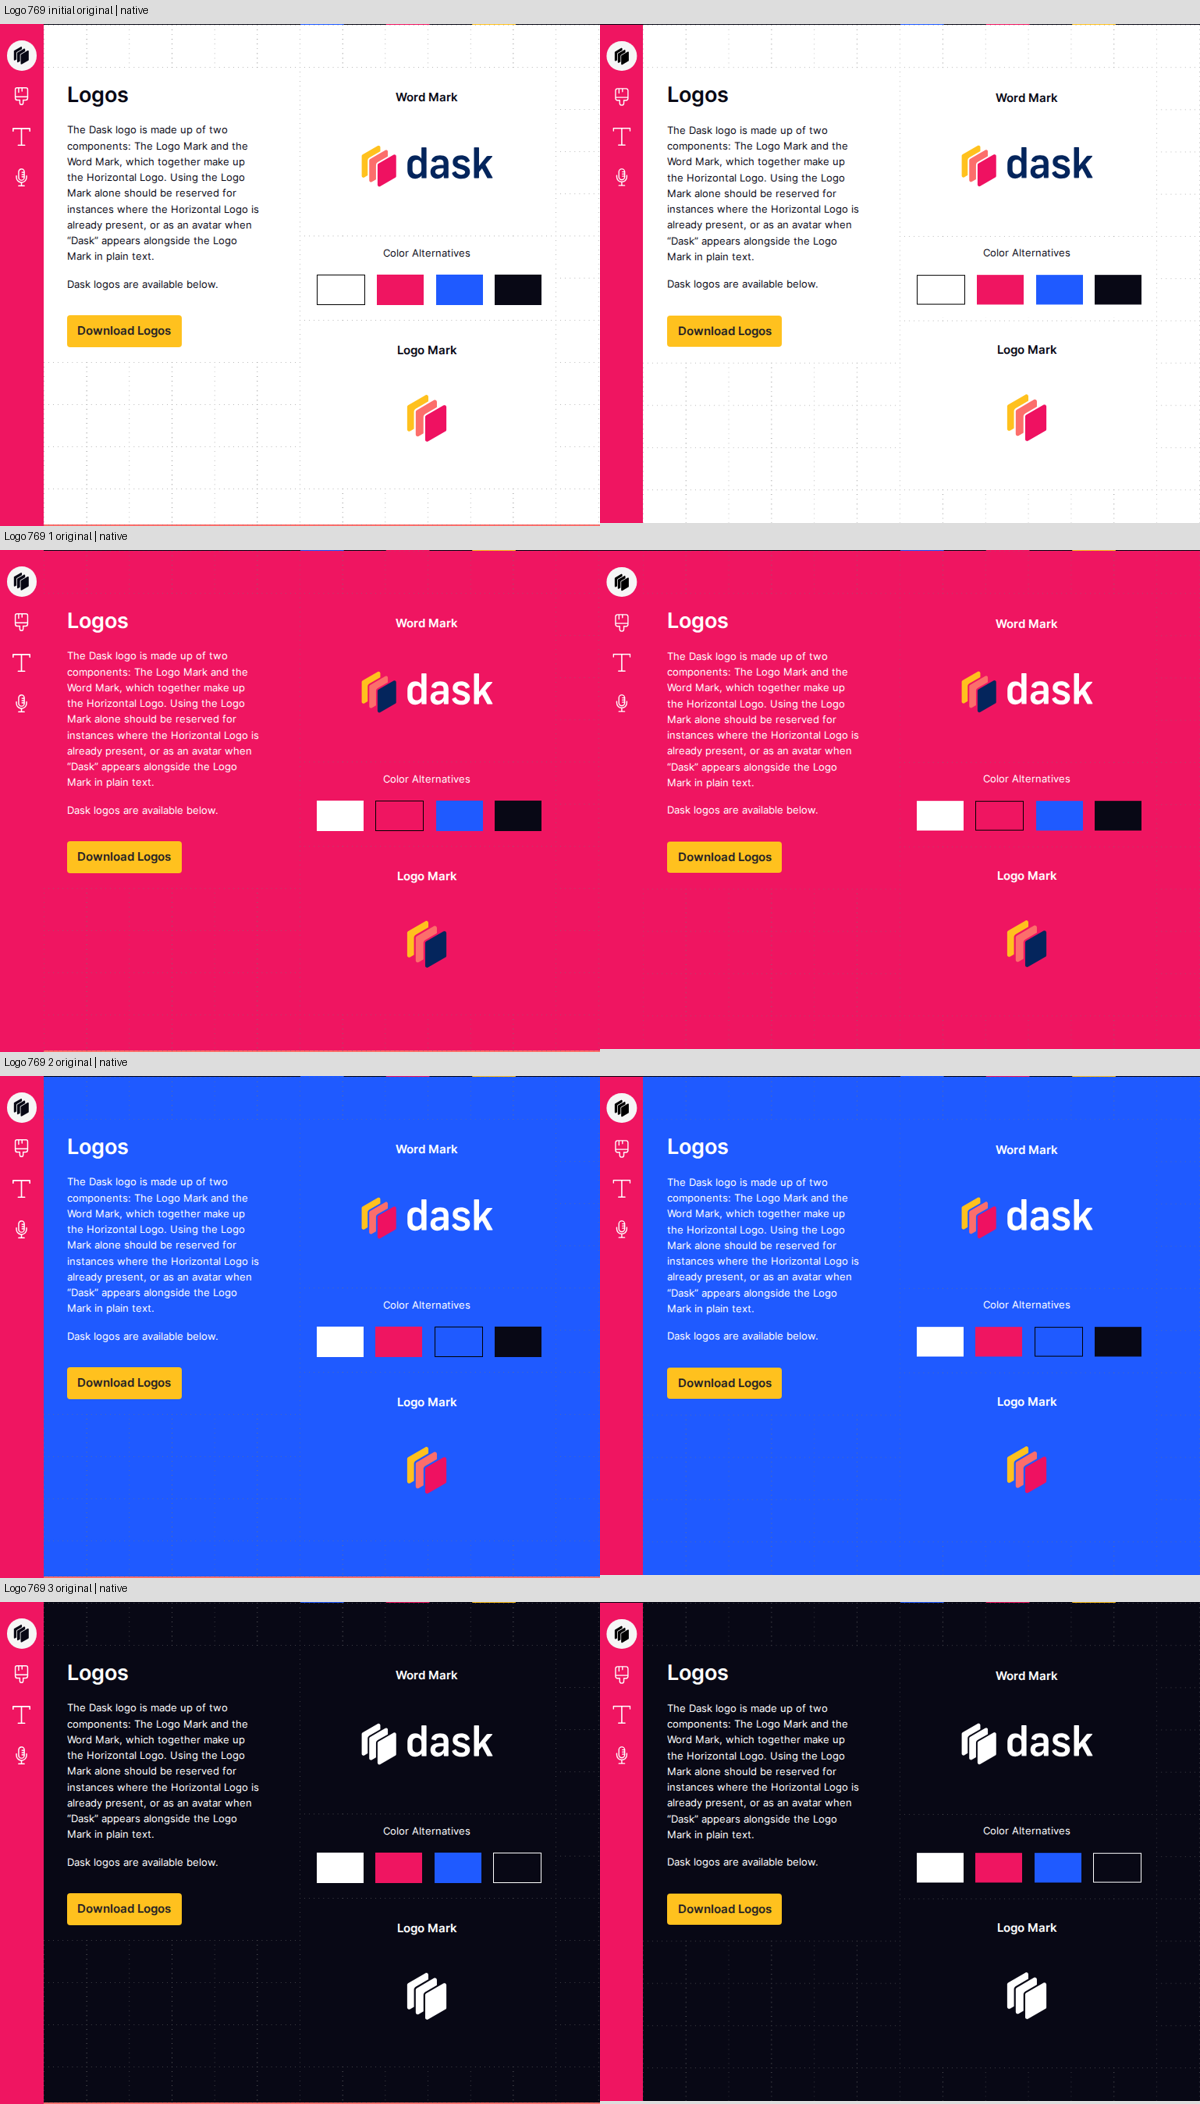 Logo 769 initial original | native
Logos
The Dask logo is made up of two
components: The Logo Mark and the
Word Mark, which together make up
the Horizontal Logo. Using the Logo
Mark alone should be reserved for
instances where the Horizontal Logo is
already present, or as an avatar when
“Dask” appears alongside the Logo
Mark in plain text.
Dask logos are available below.
Download Logos
Word Mark
dask
Color Alternatives
Logo Mark
Logos
The Dask logo is made up of two
components: The Logo Mark and the
Word Mark, which together make up
the Horizontal Logo. Using the Logo
Mark alone should be reserved for
instances where the Horizontal Logo is
already present, or as an avatar when
“Dask” appears alongside the Logo
Mark in plain text.
Dask logos are available below.
Download Logos
Word Mark
dask
Color Alternatives
Logo Mark
Logo 769 1 original | native
Logos
The Dask logo is made up of two
components: The Logo Mark and the
Word Mark, which together make up
the Horizontal Logo. Using the Logo
Mark alone should be reserved for
instances where the Horizontal Logo is
already present, or as an avatar when
“Dask” appears alongside the Logo
Mark in plain text.
Dask logos are available below.
Download Logos
Word Mark
dask
Color Alternatives
Logo Mark
Logos
The Dask logo is made up of two
components: The Logo Mark and the
Word Mark, which together make up
the Horizontal Logo. Using the Logo
Mark alone should be reserved for
instances where the Horizontal Logo is
already present, or as an avatar when
“Dask” appears alongside the Logo
Mark in plain text.
Dask logos are available below.
Download Logos
Word Mark
dask
Color Alternatives
Logo Mark
Logo 769 2 original | native
Logos
The Dask logo is made up of two
components: The Logo Mark and the
Word Mark, which together make up
the Horizontal Logo. Using the Logo
Mark alone should be reserved for
instances where the Horizontal Logo is
already present, or as an avatar when
“Dask” appears alongside the Logo
Mark in plain text.
Dask logos are available below.
Download Logos
Word Mark
dask
Color Alternatives
Logo Mark
Logos
The Dask logo is made up of two
components: The Logo Mark and the
Word Mark, which together make up
the Horizontal Logo. Using the Logo
Mark alone should be reserved for
instances where the Horizontal Logo is
already present, or as an avatar when
“Dask” appears alongside the Logo
Mark in plain text.
Dask logos are available below.
Download Logos
Word Mark
dask
Color Alternatives
Logo Mark
Logo 769 3 original | native
Logos
The Dask logo is made up of two
components: The Logo Mark and the
Word Mark, which together make up
the Horizontal Logo. Using the Logo
Mark alone should be reserved for
instances where the Horizontal Logo is
already present, or as an avatar when
“Dask” appears alongside the Logo
Mark in plain text.
Dask logos are available below.
Download Logos
Word Mark
dask
Color Alternatives
Logo Mark
Logos
The Dask logo is made up of two
components: The Logo Mark and the
Word Mark, which together make up
the Horizontal Logo. Using the Logo
Mark alone should be reserved for
instances where the Horizontal Logo is
already present, or as an avatar when
“Dask” appears alongside the Logo
Mark in plain text.
Dask logos are available below.
Download Logos
Word Mark
dask
Color Alternatives
Logo Mark